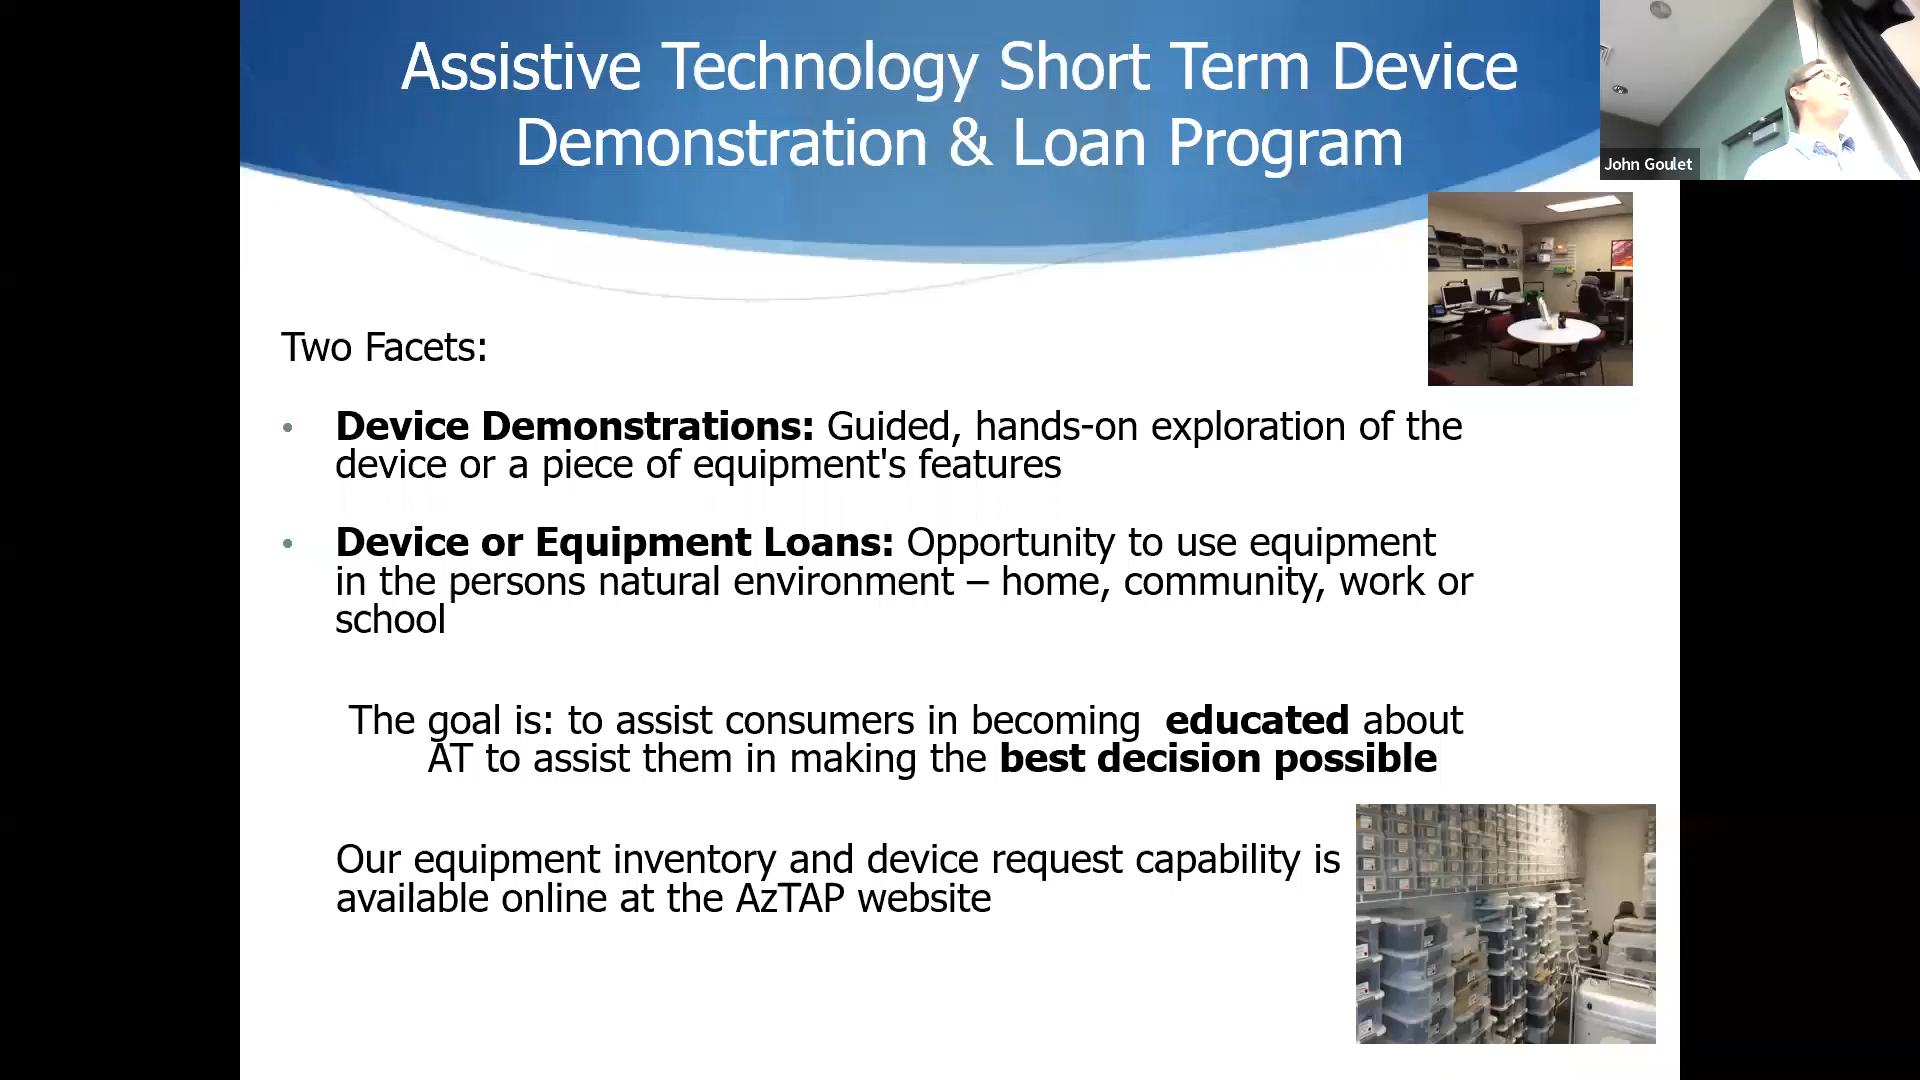 Assistive Technology Short Term Device
Demonstration & Loan Program
John Goulet
Two Facets:
• Device Demonstrations: Guided, hands-on exploration of the
device or a piece of equipment's features
• Device or Equipment Loans: Opportunity to use equipment
in the persons natural environment – home, community, work or
school
The goal is: to assist consumers in becoming educated about
AT to assist them in making the best decision possible
Our equipment inventory and device request capability is
available online at the AzTAP website